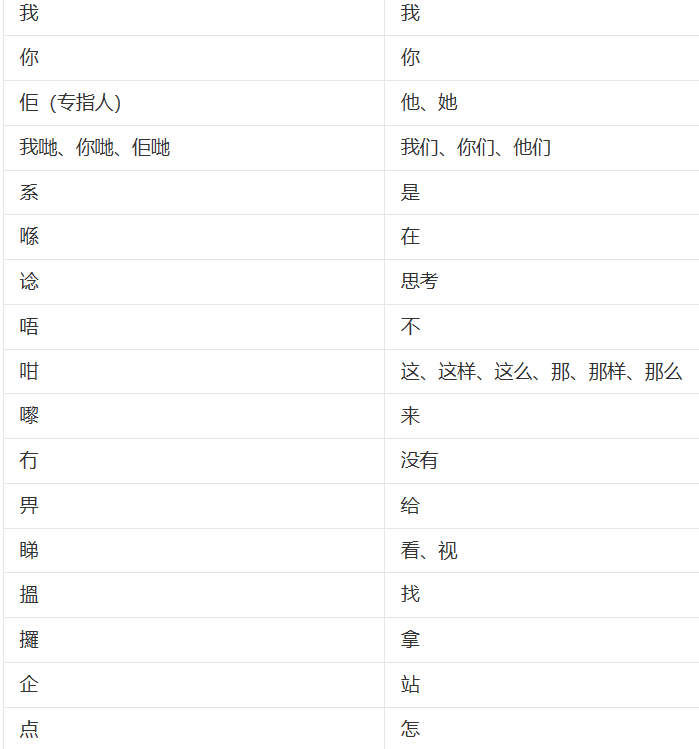 我 我
你 你
佢（专指人） 他、她
我哋、你哋、佢哋 我们、你们、他们
系 是
喺 在
谂 思考
唔 不
咁 这、这样、这么、那、那样、那么
嚟 来
冇 没有
畀 给
睇 看、视
搵 找
攞 拿
企 站
点 怎